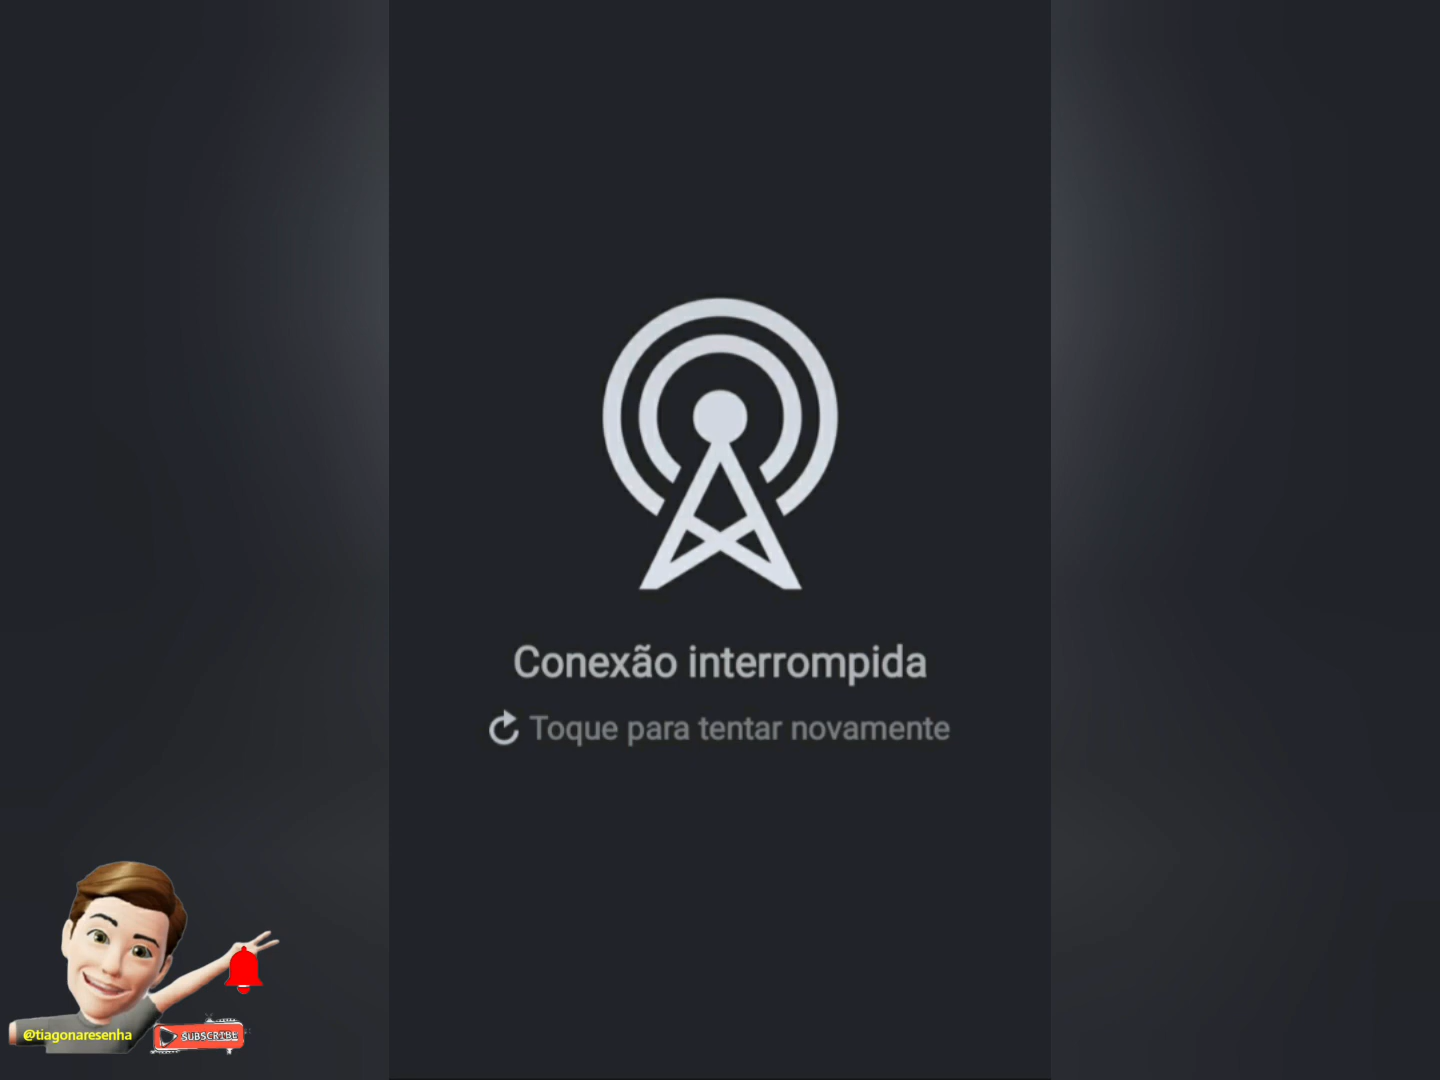 Conexão interrompida
Toque para tentar novamente
@tiagonaresenha
SUBSCRIBE